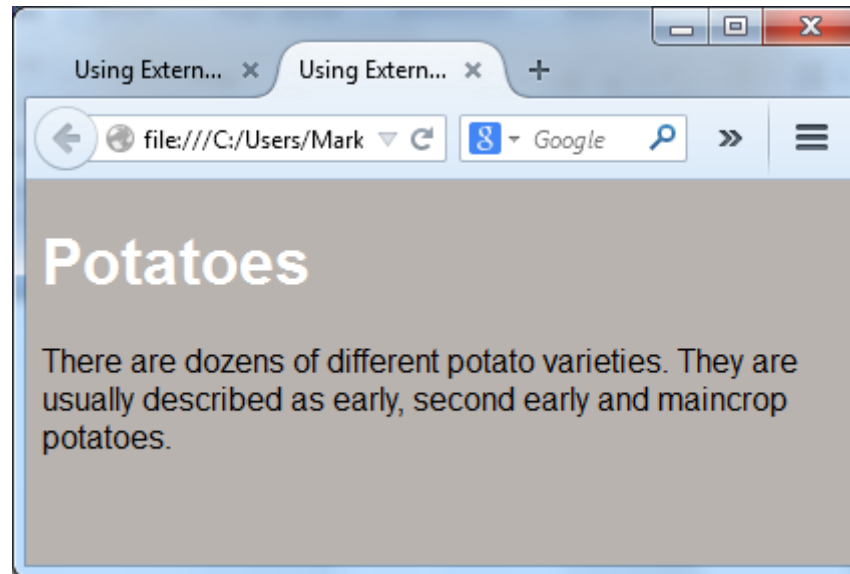 Using Extern...
Using Extern...
file:///C:/Users/Mark
8 Google
Potatoes
There are dozens of different potato varieties. They are
usually described as early, second early and maincrop
potatoes.